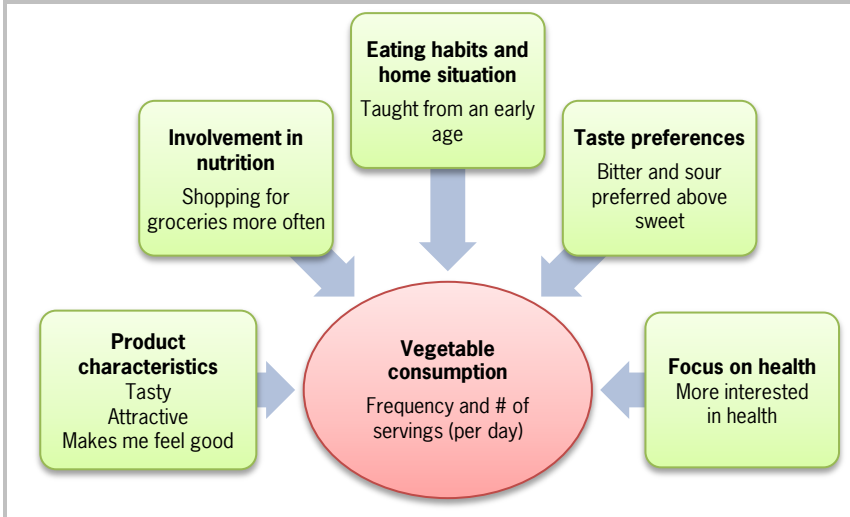 Eating habits and
home situation
Taught from an early
age
Involvement in
nutrition
Shopping for
groceries more often
Taste preferences
Bitter and sour
preferred above
sweet
Product
characteristics
Tasty
Attractive
Makes me feel good
Vegetable
consumption
Frequency and # of
servings (per day)
Focus on health
More interested
in health